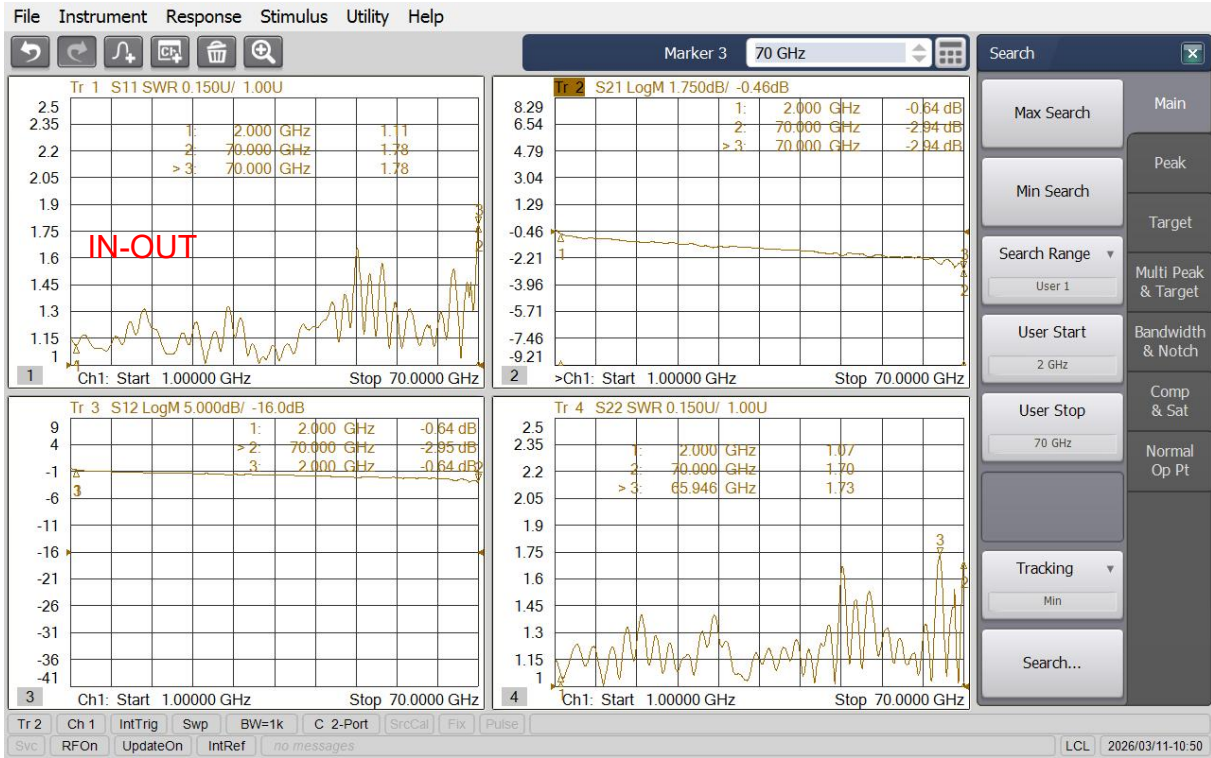 File Instrument Response Stimulus Utility Help
Marker 3 70 GHz
Search
Tr 1 S11 SWR 0.150U/ 1.00U
2.5
2.35
2.2
2.05
1.9
1.75
1.6
1.45
1.3
1.15
1
1: 2.000 GHz 1.11
2: 70.000 GHz 1.78
> 3: 70.000 GHz 1.78
IN-OUT
3
2
1
1 Ch1: Start 1.00000 GHz Stop 70.0000 GHz
Tr 2 S21 LogM 1.750dB/ -0.46dB
8.29
6.54
4.79
3.04
1.29
-0.46
-2.21
-3.96
-5.71
-7.46
-9.21
1: 2.000 GHz -0.64 dB
2: 70.000 GHz -2.94 dB
> 3: 70.000 GHz -2.94 dB
1
3
2
2 >Ch1: Start 1.00000 GHz Stop 70.0000 GHz
Tr 3 S12 LogM 5.000dB/ -16.0dB
9
4
-1
-6
-11
-16
-21
-26
-31
-36
-41
1: 2.000 GHz -0.64 dB
> 2: 70.000 GHz -2.95 dB
3: 2.000 GHz -0.64 dB
3
2
3 Ch1: Start 1.00000 GHz Stop 70.0000 GHz
Tr 4 S22 SWR 0.150U/ 1.00U
2.5
2.35
2.2
2.05
1.9
1.75
1.6
1.45
1.3
1.15
1
1: 2.000 GHz 1.07
2: 70.000 GHz 1.70
> 3: 65.946 GHz 1.73
3
2
1
4 Ch1: Start 1.00000 GHz Stop 70.0000 GHz
Max Search
Min Search
Search Range
User 1
User Start
2 GHz
User Stop
70 GHz
Tracking
Min
Search...
Main
Peak
Target
Multi Peak
& Target
Bandwidth
& Notch
Comp
& Sat
Normal
Op Pt
Tr 2 Ch 1 IntTrig Swp BW=1k C 2-Port SrcCal Fix Pulse
Svc RFOn UpdateOn IntRef no messages LCL 2026/03/11-10:50